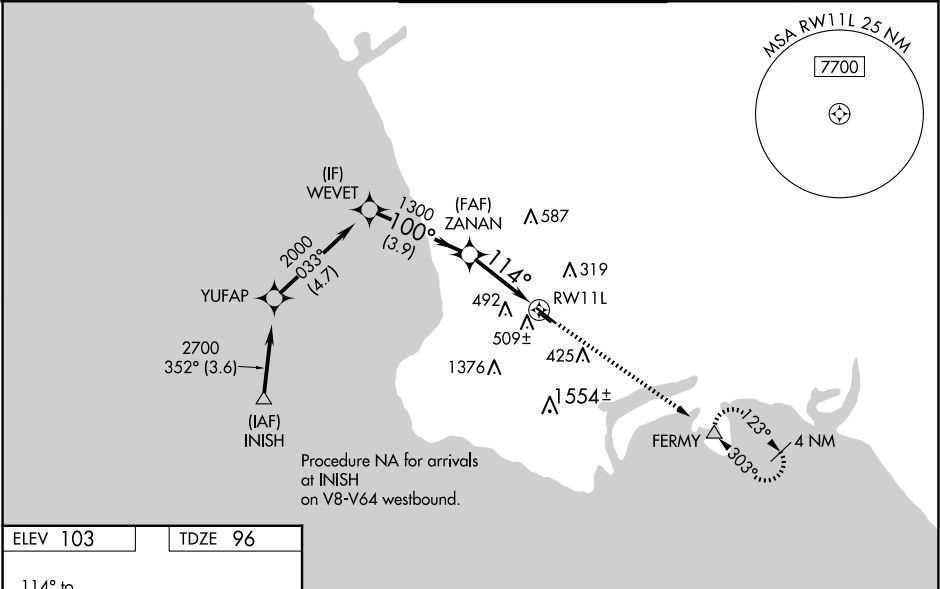 MSA RW11L 25 NM
7700
(IF)
WEVET
1300
100°
(3.9)
(FAF)
ZANAN
587
2000
033°
(4.7)
114°
319
YUFAP
492
RW11L
509±
2700
352° (3.6)
1376
425
1554±
(IAF)
INISH
FERMY
123°
303°
4 NM
Procedure NA for arrivals
at INISH
on V8-V64 westbound.
ELEV 103
TDZE 96
114° to